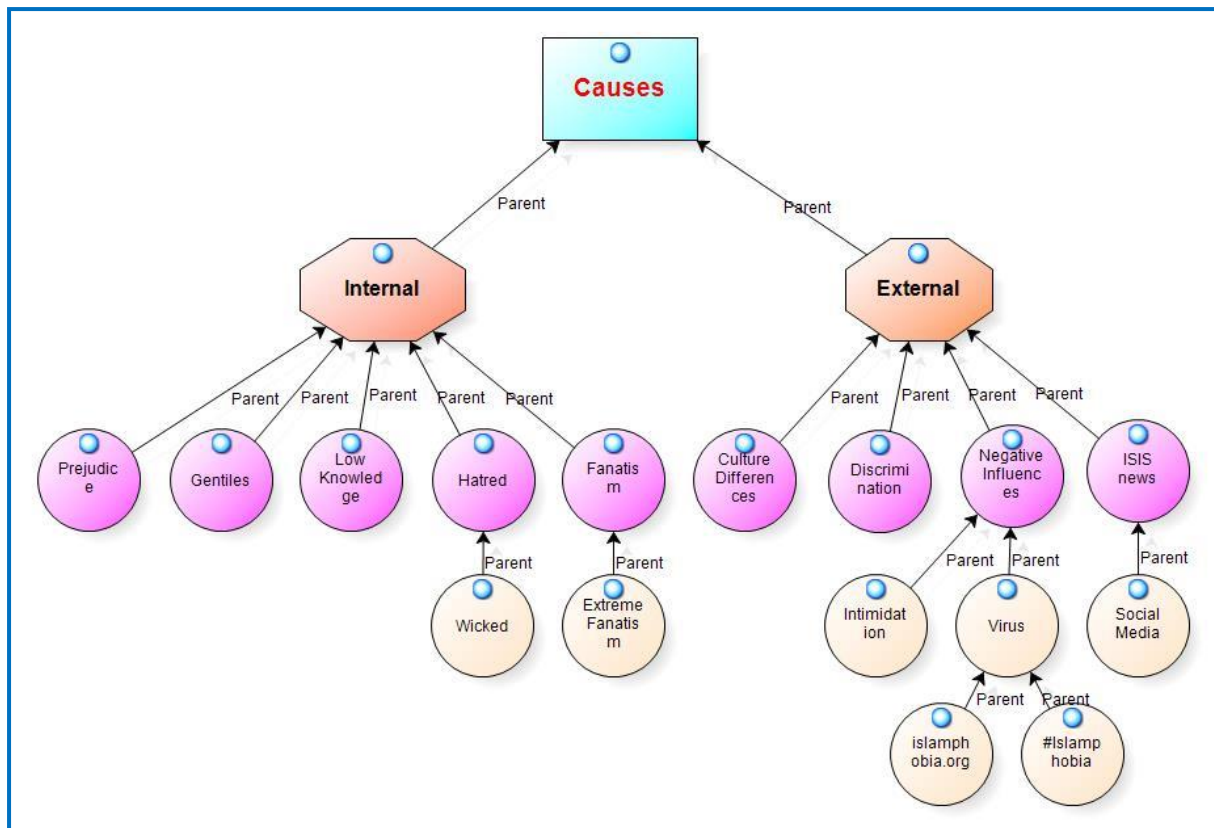 Causes
Parent
Parent
Internal
External
Parent
Parent
Parent
Parent
Parent
Parent
Parent
Parent
Parent
Prejudic
e
Gentiles
Low
Knowled
ge
Hatred
Fanatis
m
Culture
Differen
ces
Discrimi
nation
Negative
Influenc
es
ISIS
news
Parent
Parent
Parent
Parent
Parent
Wicked
Extreme
Fanatis
m
Intimidat
ion
Virus
Social
Media
Parent
Parent
islamph
obia.org
#Islamp
hobia